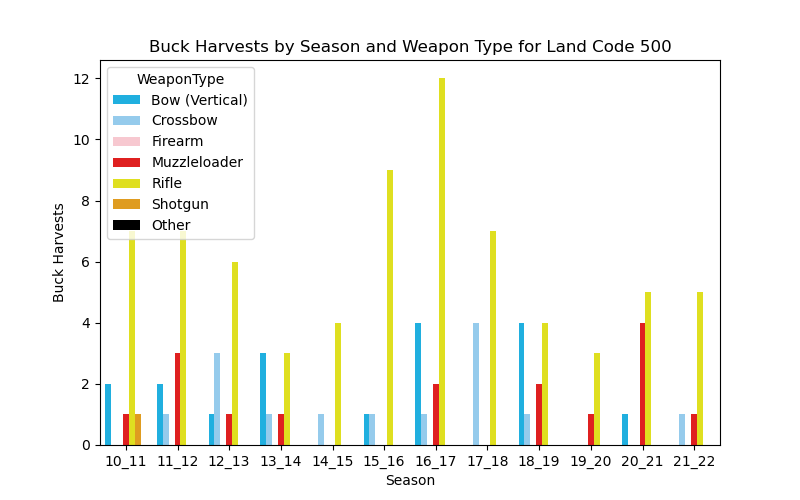 Buck Harvests by Season and Weapon Type for Land Code 500
WeaponType
Bow (Vertical)
Crossbow
Firearm
Muzzleloader
Rifle
Shotgun
Other
Buck Harvests
12
10
8
6
4
2
0
10_11 11_12 12_13 13_14 14_15 15_16 16_17 17_18 18_19 19_20 20_21 21_22
Season